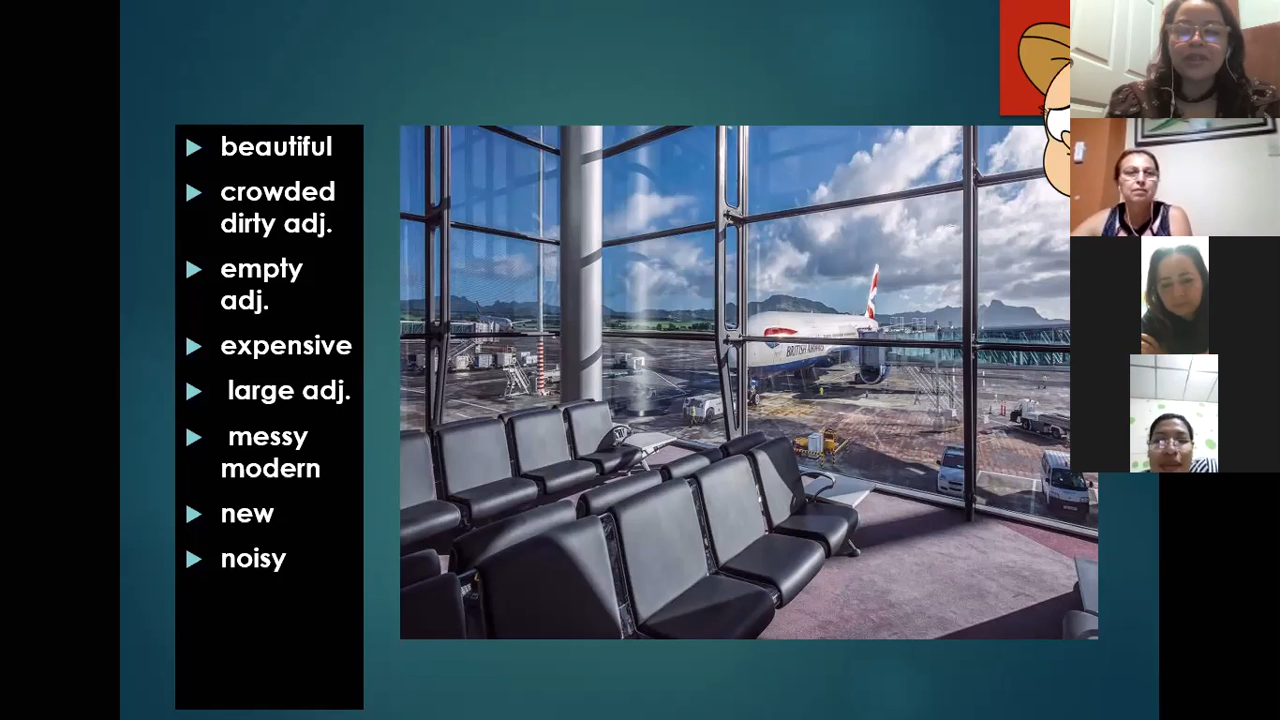 beautiful
crowded
dirty adj.
empty
adj.
expensive
large adj.
messy
modern
new
noisy
BRITISH AIRWAYS